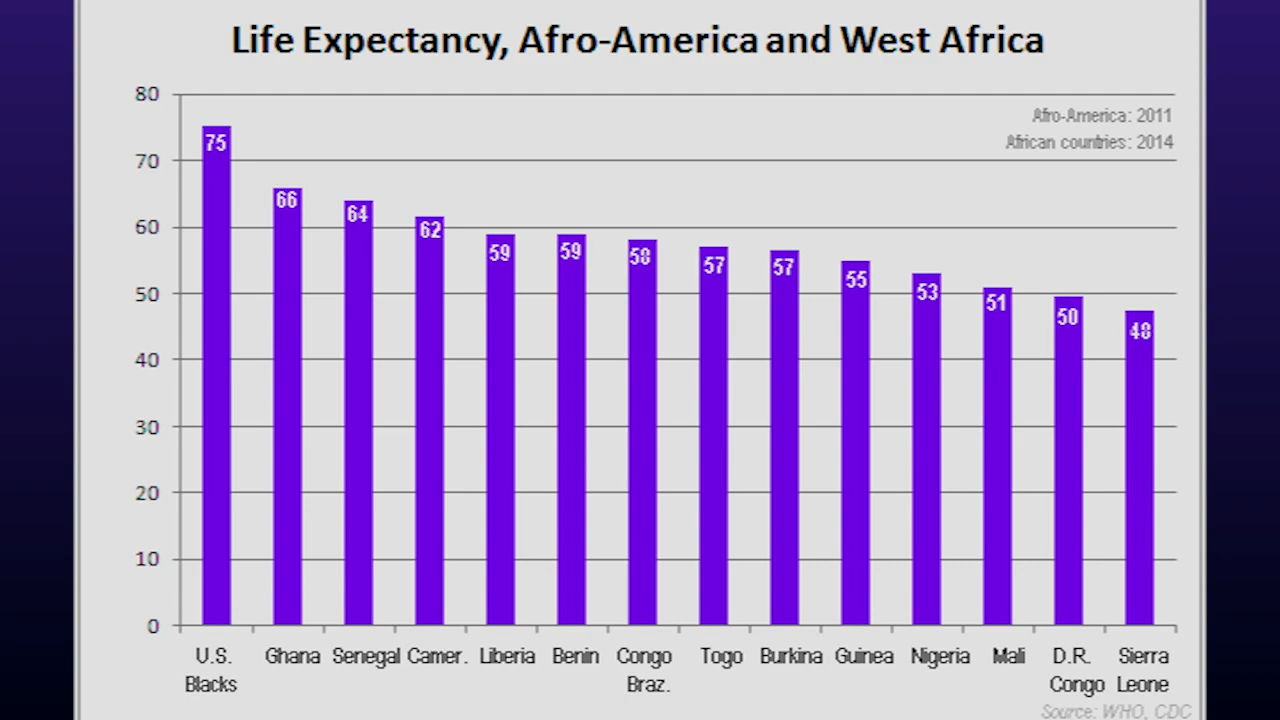 Life Expectancy, Afro-America and West Africa
Afro-America: 2011
African countries: 2014
80
70
60
50
40
30
20
10
0
75
66
64
62
59
59
58
57
57
55
53
51
50
48
U.S. Blacks
Ghana
Senegal
Camer.
Liberia
Benin
Congo Braz.
Togo
Burkina
Guinea
Nigeria
Mali
D.R. Congo
Sierra Leone
Source: WHO, CDC